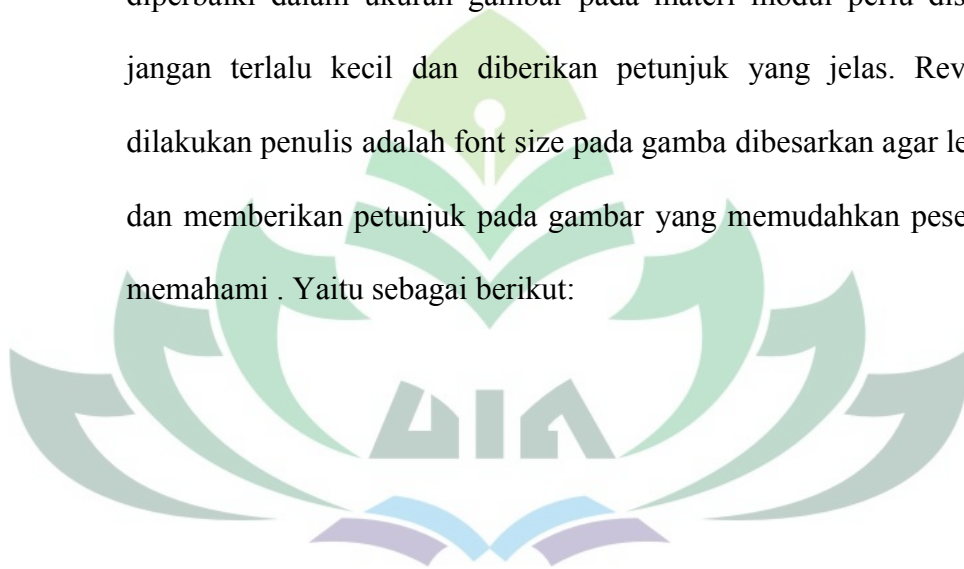 diperbaiki dalam ukuran gambar pada materi modul perlu dis
jangan terlalu kecil dan diberikan petunjuk yang jelas. Rev
dilakukan penulis adalah font size pada gamba dibesarkan agar le
dan memberikan petunjuk pada gambar yang memudahkan pese
memahami . Yaitu sebagai berikut:
UIN